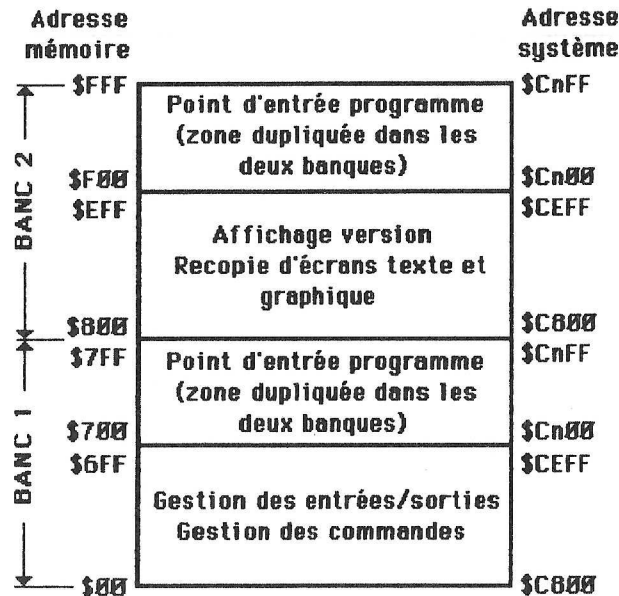 Adresse mémoire
Adresse système
$FFF
Point d'entrée programme
(zone dupliquée dans les
deux banques)
$CnFF
$F00
$Cn00
$EFF
$CEFF
BANC 2
Affichage version
Recopie d'écrans texte et
graphique
$800
$C800
$7FF
Point d'entrée programme
(zone dupliquée dans les
deux banques)
$CnFF
$700
$Cn00
$6FF
$CEFF
BANC 1
Gestion des entrées/sorties
Gestion des commandes
$00
$C800